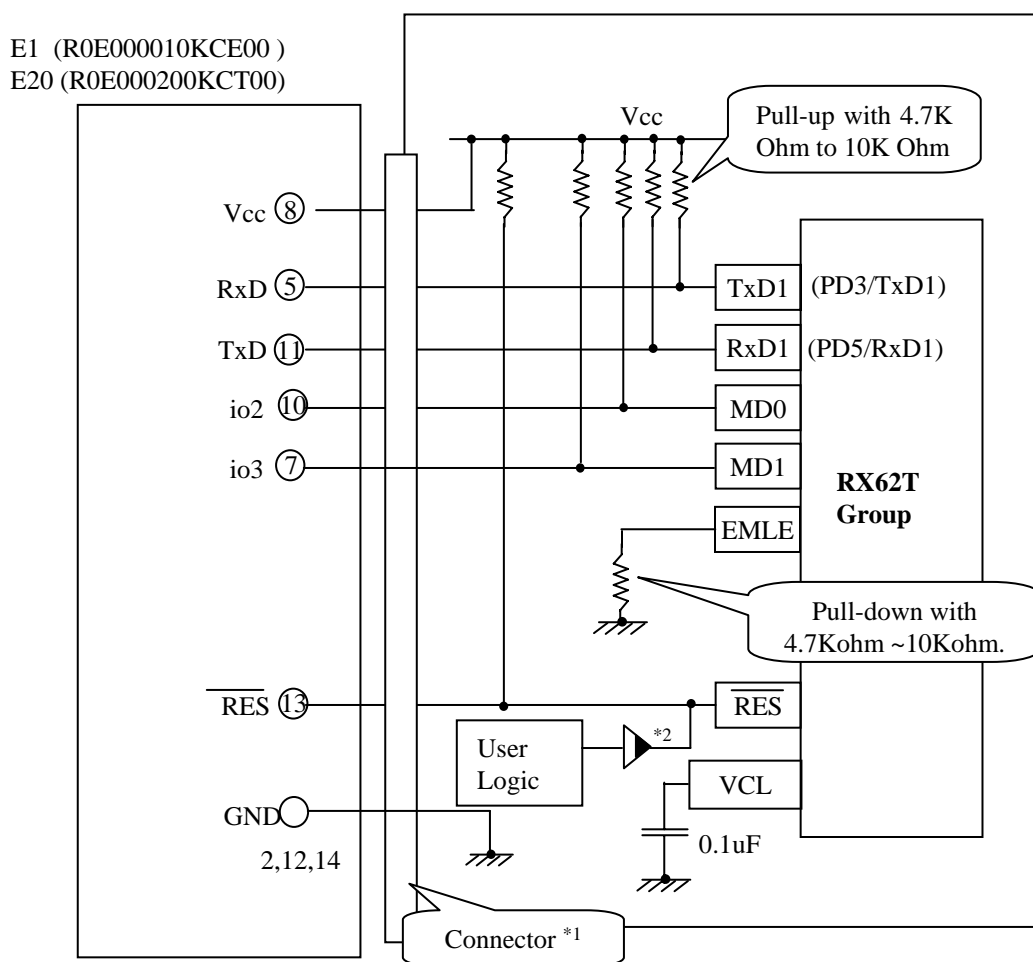 E1 (R0E000010KCE00 )
E20 (R0E000200KCT00)
Vcc
Pull-up with 4.7K
Ohm to 10K Ohm
Vcc 8
RxD 5
TxD1 (PD3/TxD1)
TxD 11
RxD1 (PD5/RxD1)
io2 10
MD0
io3 7
MD1
RX62T
Group
EMLE
Pull-down with
4.7Kohm ~10Kohm.
RES 13
RES
User
Logic
*2
VCL
GND
2,12,14
0.1uF
Connector *1